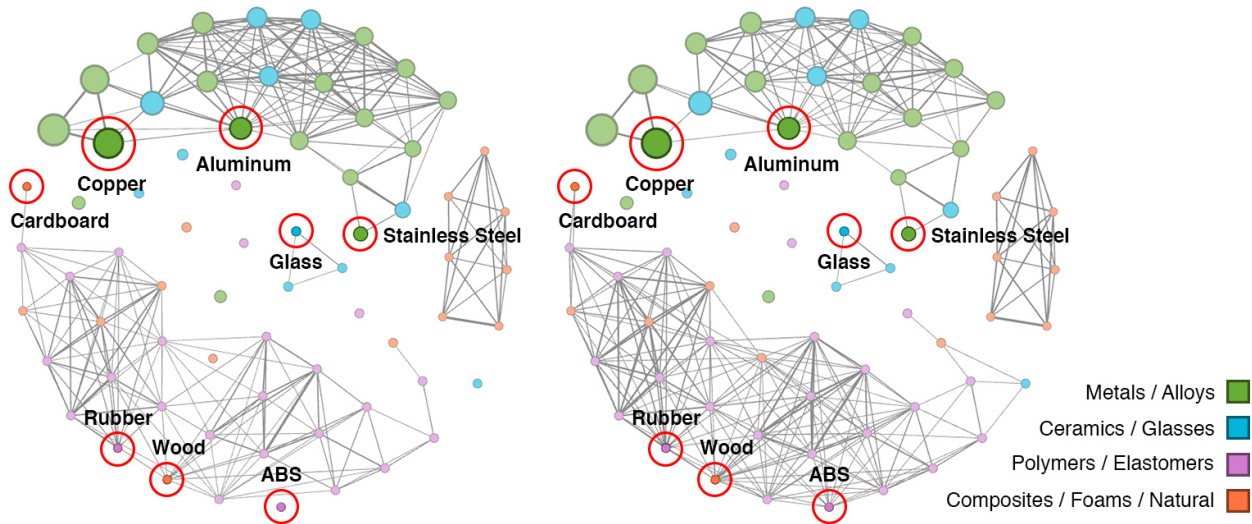 Aluminum
Copper
Cardboard
Stainless Steel
Glass
Rubber
Wood
ABS
Aluminum
Copper
Cardboard
Stainless Steel
Glass
Rubber
Wood
ABS
Metals / Alloys
Ceramics / Glasses
Polymers / Elastomers
Composites / Foams / Natural